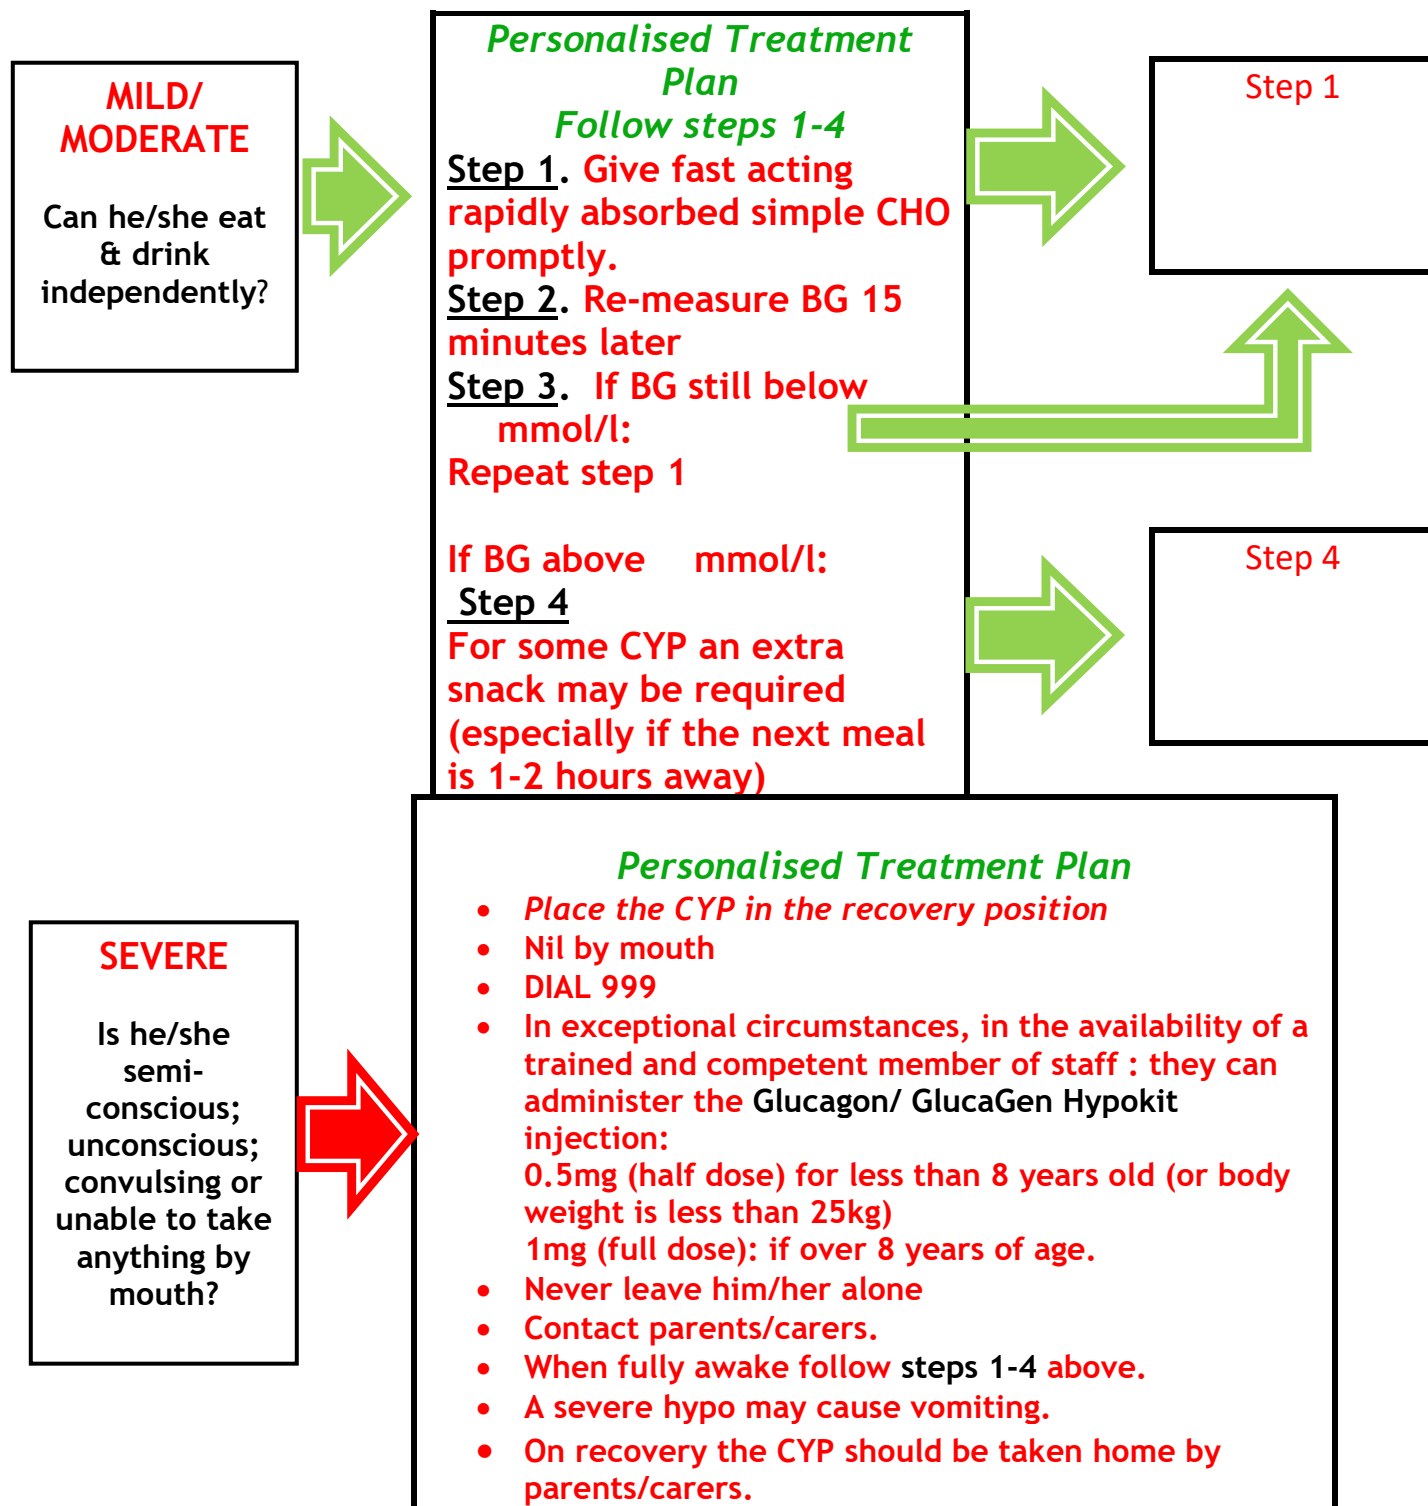 MILD/
MODERATE
Can he/she eat
& drink
independently?
Personalised Treatment
Plan
Follow steps 1-4
Step 1. Give fast acting
rapidly absorbed simple CHO
promptly.
Step 2. Re-measure BG 15
minutes later
Step 3. If BG still below
mmol/l:
Repeat step 1
If BG above mmol/l:
Step 4
For some CYP an extra
snack may be required
(especially if the next meal
is 1-2 hours away)
Step 1
Step 4
SEVERE
Is he/she
semi-
conscious;
unconscious;
convulsing or
unable to take
anything by
mouth?
Personalised Treatment Plan
• Place the CYP in the recovery position
• Nil by mouth
• DIAL 999
• In exceptional circumstances, in the availability of a
trained and competent member of staff : they can
administer the Glucagon/ GlucaGen Hypokit
injection:
0.5mg (half dose) for less than 8 years old (or body
weight is less than 25kg)
1mg (full dose): if over 8 years of age.
• Never leave him/her alone
• Contact parents/carers.
• When fully awake follow steps 1-4 above.
• A severe hypo may cause vomiting.
• On recovery the CYP should be taken home by
parents/carers.